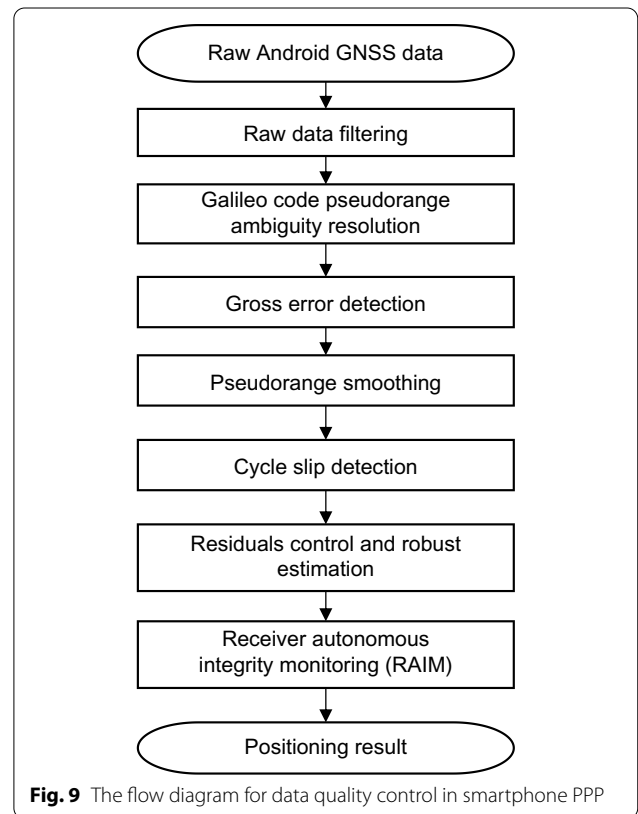 Raw Android GNSS data
Raw data filtering
Galileo code pseudorange
ambiguity resolution
Gross error detection
Pseudorange smoothing
Cycle slip detection
Residuals control and robust
estimation
Receiver autonomous
integrity monitoring (RAIM)
Positioning result
Fig. 9 The flow diagram for data quality control in smartphone PPP